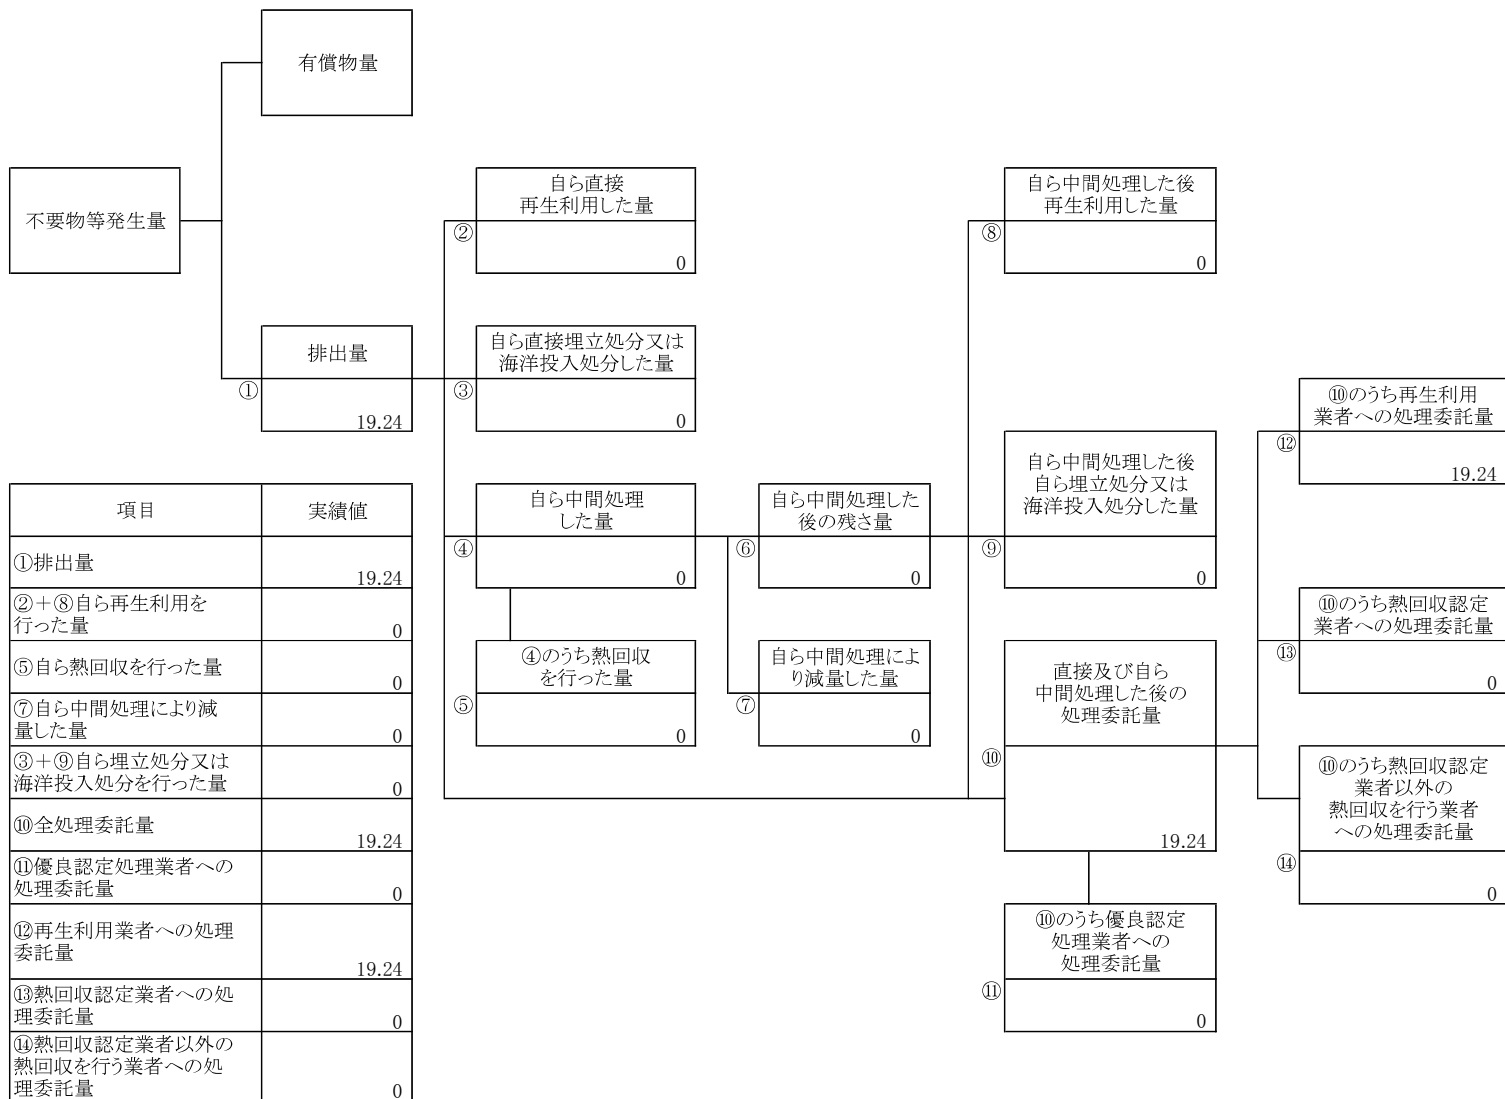 有償物量
不要物等発生量
自ら直接
再生利用した量
②
0
自ら中間処理した後
再生利用した量
⑧
0
排出量
①
19.24
自ら直接埋立処分又は
海洋投入処分した量
③
0
⑩のうち再生利用
業者への処理委託量
⑫
19.24
自ら中間処理
した量
④
0
自ら中間処理した
後の残さ量
⑥
0
自ら中間処理した後
自ら埋立処分又は
海洋投入処分した量
⑨
0
⑩のうち熱回収認定
業者への処理委託量
⑬
0
④のうち熱回収
を行った量
⑤
0
自ら中間処理によ
り減量した量
⑦
0
直接及び自ら
中間処理した後の
処理委託量
⑩
19.24
⑩のうち熱回収認定
業者以外の
熱回収を行う業者
への処理委託量
⑭
0
⑩のうち優良認定
処理業者への
処理委託量
⑪
0
項目 実績値
①排出量
19.24
②＋⑧自ら再生利用を
行った量
0
⑤自ら熱回収を行った量
0
⑦自ら中間処理により減
量した量
0
③＋⑨自ら埋立処分又は
海洋投入処分を行った量
0
⑩全処理委託量
19.24
⑪優良認定処理業者への
処理委託量
0
⑫再生利用業者への処理
委託量
19.24
⑬熱回収認定業者への処
理委託量
0
⑭熱回収認定業者以外の
熱回収を行う業者への処
理委託量
0